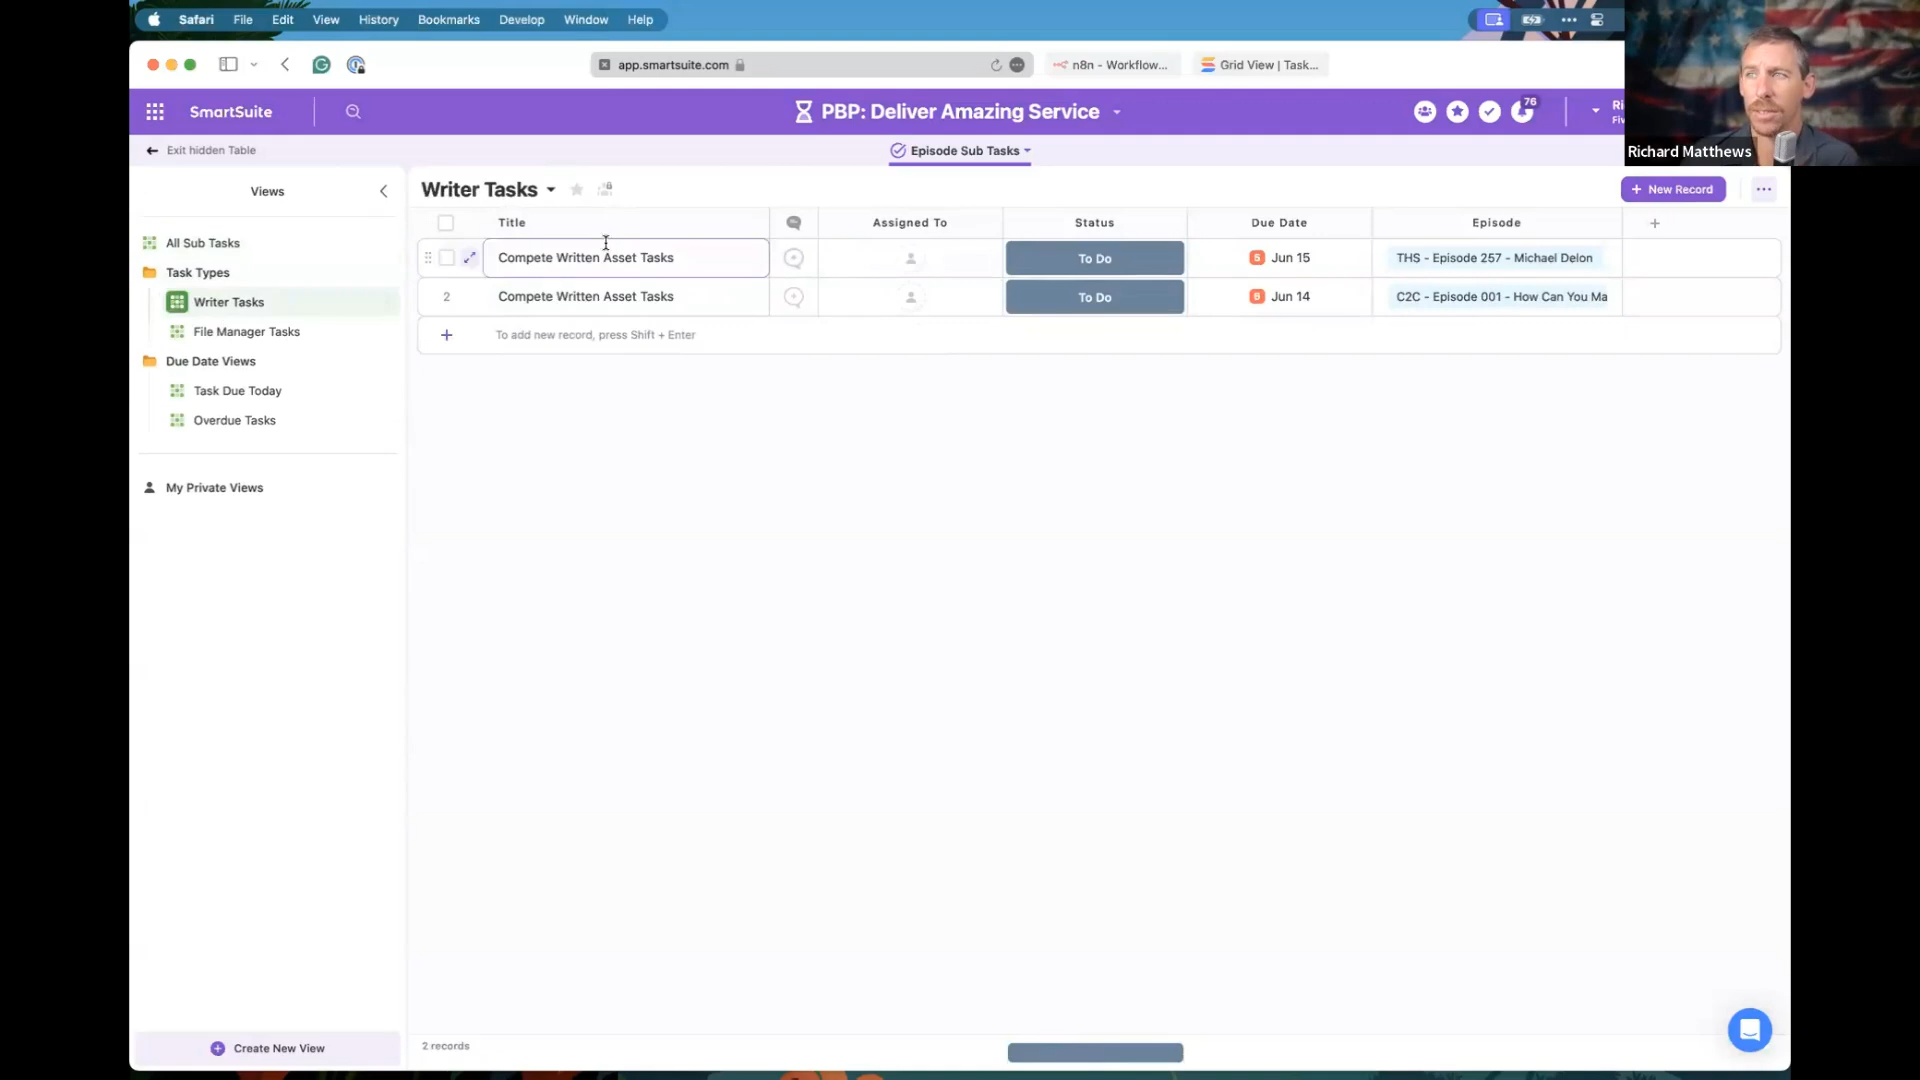 Safari File Edit View History Bookmarks Develop Window Help
app.smartsuite.com
n8n - Workflow...
Grid View | Task...
SmartSuite
PBP: Deliver Amazing Service
76
Richard Matthews
Exit hidden Table
Episode Sub Tasks
Views
Writer Tasks
New Record
Title
Assigned To
Status
Due Date
Episode
All Sub Tasks
Compete Written Asset Tasks
To Do
Jun 15
THS - Episode 257 - Michael Delon
Task Types
Writer Tasks
2
Compete Written Asset Tasks
To Do
Jun 14
C2C - Episode 001 - How Can You Ma
File Manager Tasks
To add new record, press Shift + Enter
Due Date Views
Task Due Today
Overdue Tasks
My Private Views
Create New View
2 records